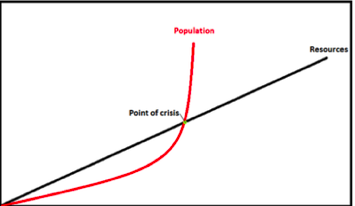 Population
Resources
Point of crisis